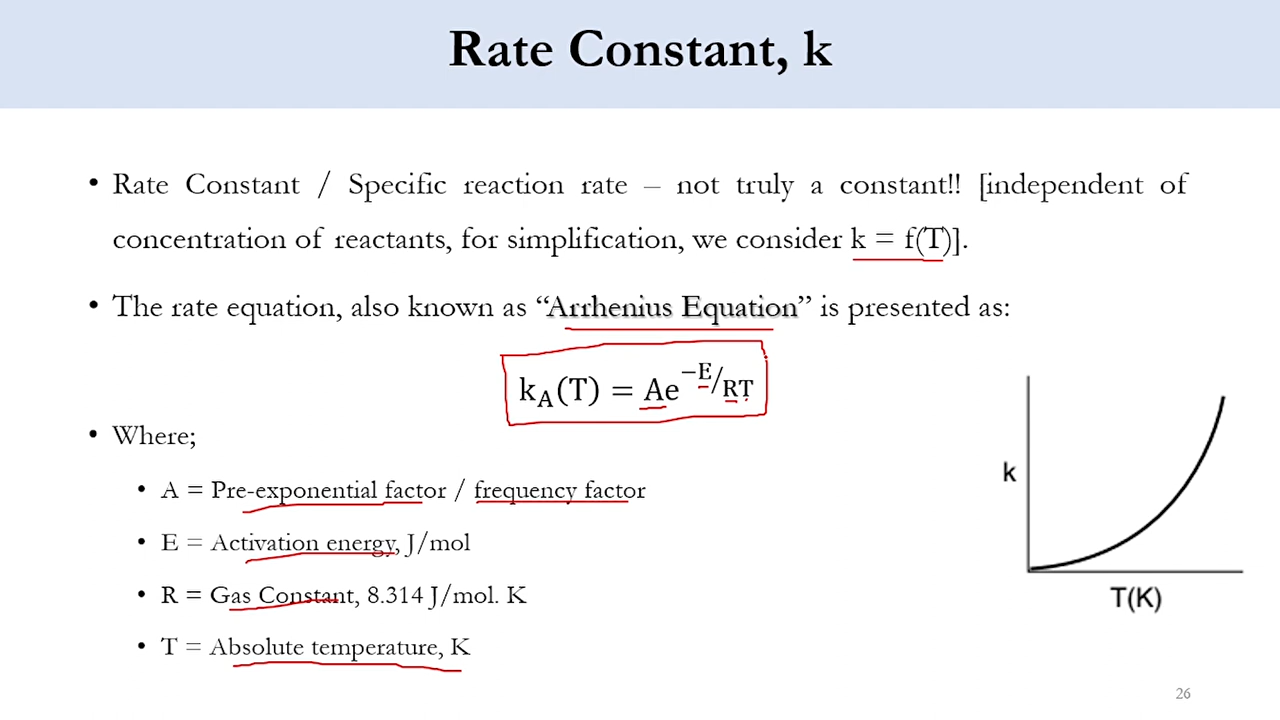 Rate Constant, k
• Rate Constant / Specific reaction rate – not truly a constant!! [independent of
concentration of reactants, for simplification, we consider k = f(T)].
• The rate equation, also known as “Arrhenius Equation” is presented as:
k_A(T) = Ae^{−E/RT}
• Where;
• A = Pre-exponential factor / frequency factor
• E = Activation energy, J/mol
• R = Gas Constant, 8.314 J/mol. K
• T = Absolute temperature, K
k
T(K)
26